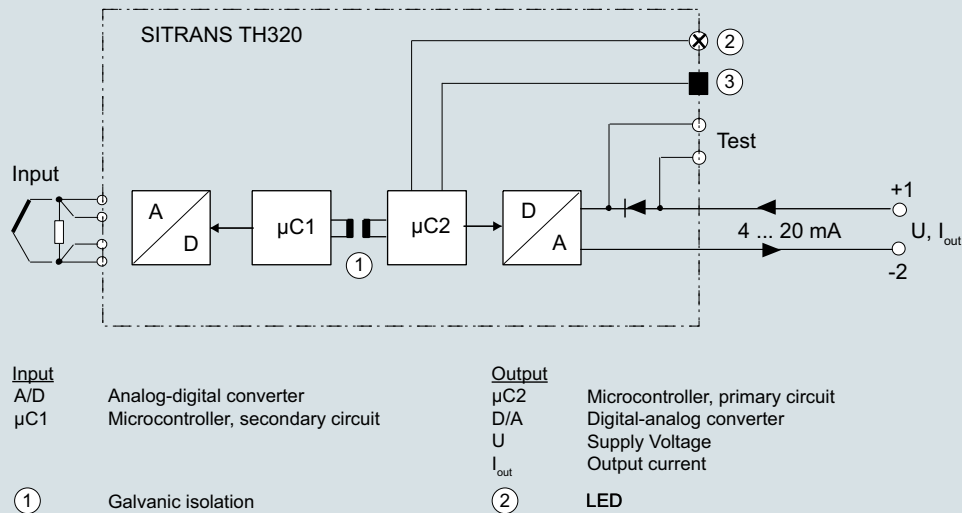 SITRANS TH320
2
3
Test
Input
A
D
µC1
µC2
D
A
1
+1
4 ... 20 mA
U, Iout
-2
Input
A/D Analog-digital converter
µC1 Microcontroller, secondary circuit
Output
µC2 Microcontroller, primary circuit
D/A Digital-analog converter
U Supply Voltage
Iout Output current
1 Galvanic isolation
2 LED